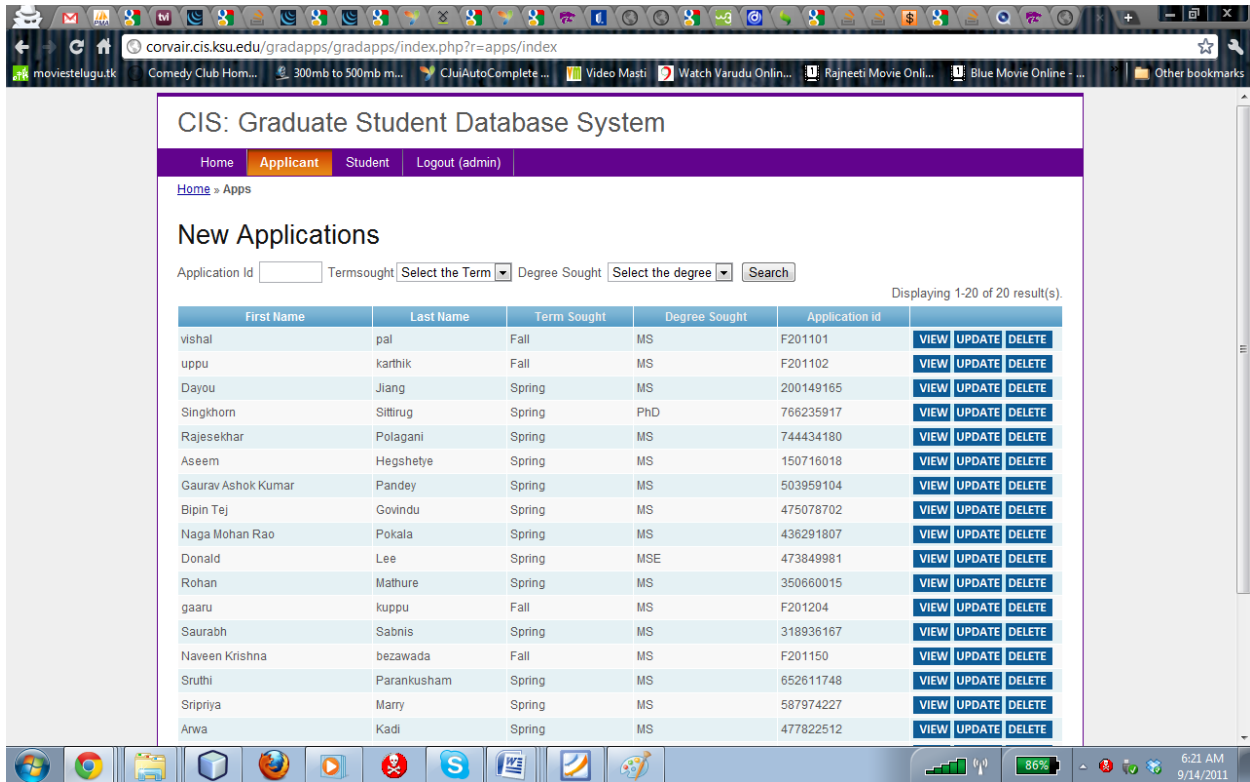 corvair.cis.ksu.edu/gradapps/gradapps/index.php?r=apps/index
moviestelugu.tk Comedy Club Hom... 300mb to 500mb m... CJuiAutoComplete ... Video Masti Watch Varudu Onlin... Rajneeti Movie Onli... Blue Movie Online - ... Other bookmarks
CIS: Graduate Student Database System
Home Applicant Student Logout (admin)
Home » Apps
New Applications
Application Id Termsought Select the Term Degree Sought Select the degree Search
Displaying 1-20 of 20 result(s).
First Name Last Name Term Sought Degree Sought Application id
vishal pal Fall MS F201101 VIEW UPDATE DELETE
uppu karthik Fall MS F201102 VIEW UPDATE DELETE
Dayou Jiang Spring MS 200149165 VIEW UPDATE DELETE
Singkhorn Sittirug Spring PhD 766235917 VIEW UPDATE DELETE
Rajesekhar Polagani Spring MS 744434180 VIEW UPDATE DELETE
Aseem Hegshetye Spring MS 150716018 VIEW UPDATE DELETE
Gaurav Ashok Kumar Pandey Spring MS 503959104 VIEW UPDATE DELETE
Bipin Tej Govindu Spring MS 475078702 VIEW UPDATE DELETE
Naga Mohan Rao Pokala Spring MS 436291807 VIEW UPDATE DELETE
Donald Lee Spring MSE 473849981 VIEW UPDATE DELETE
Rohan Mathure Spring MS 350660015 VIEW UPDATE DELETE
gaaru kuppu Fall MS F201204 VIEW UPDATE DELETE
Saurabh Sabnis Spring MS 318936167 VIEW UPDATE DELETE
Naveen Krishna bezawada Fall MS F201150 VIEW UPDATE DELETE
Sruthi Parankusham Spring MS 652611748 VIEW UPDATE DELETE
Sripriya Marry Spring MS 587974227 VIEW UPDATE DELETE
Arwa Kadi Spring MS 477822512 VIEW UPDATE DELETE
86%
6:21 AM
9/14/2011